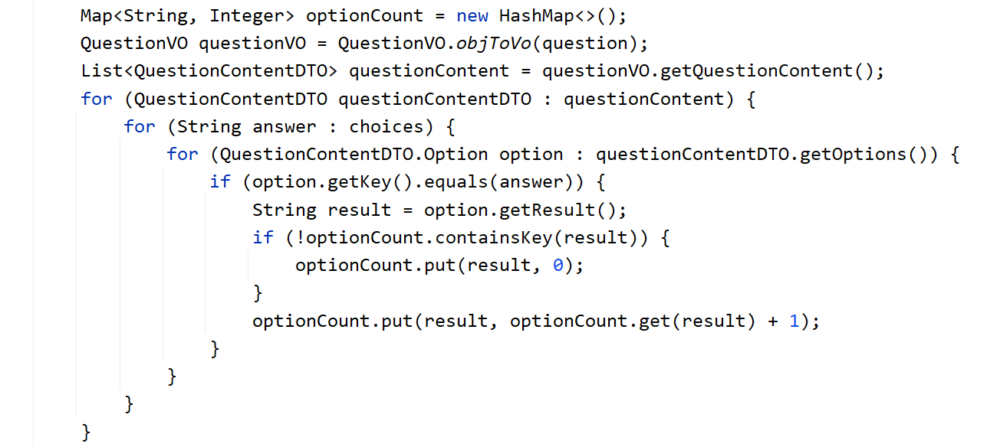 Map<String, Integer> optionCount = new HashMap<>();
QuestionVO questionVO = QuestionVO.objToVo(question);
List<QuestionContentDTO> questionContent = questionVO.getQuestionContent();
for (QuestionContentDTO questionContentDTO : questionContent) {
    for (String answer : choices) {
        for (QuestionContentDTO.Option option : questionContentDTO.getOptions()) {
            if (option.getKey().equals(answer)) {
                String result = option.getResult();
                if (!optionCount.containsKey(result)) {
                    optionCount.put(result, 0);
                }
                optionCount.put(result, optionCount.get(result) + 1);
            }
        }
    }
}